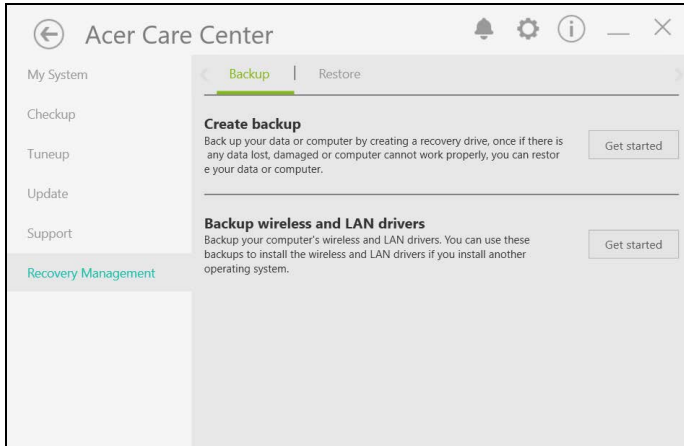 Acer Care Center
My System
Checkup
Tuneup
Update
Support
Recovery Management
Backup | Restore
Create backup
Back up your data or computer by creating a recovery drive, once if there is
any data lost, damaged or computer cannot work properly, you can restor
e your data or computer.
Get started
Backup wireless and LAN drivers
Backup your computer's wireless and LAN drivers. You can use these
backups to install the wireless and LAN drivers if you install another
operating system.
Get started